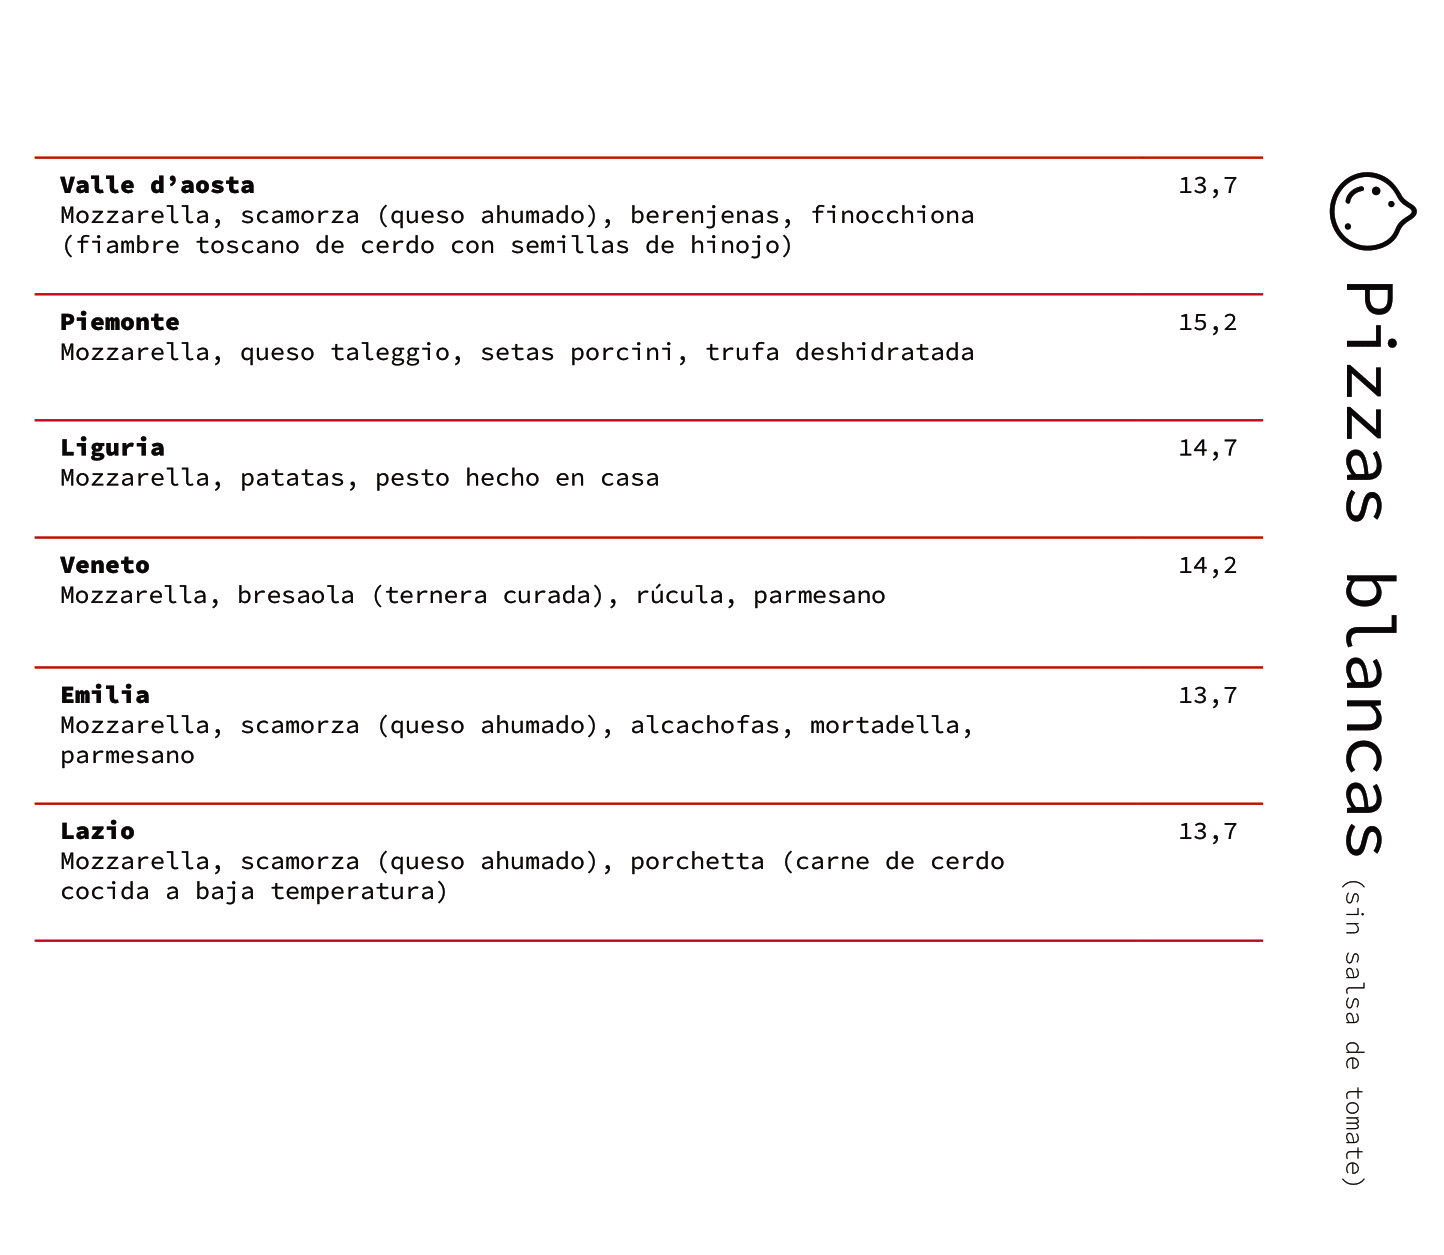 Valle d’aosta 13,7
Mozzarella, scamorza (queso ahumado), berenjenas, finocchiona
(fiambre toscano de cerdo con semillas de hinojo)
Piemonte 15,2
Mozzarella, queso taleggio, setas porcini, trufa deshidratada
Liguria 14,7
Mozzarella, patatas, pesto hecho en casa
Veneto 14,2
Mozzarella, bresaola (ternera curada), rúcula, parmesano
Emilia 13,7
Mozzarella, scamorza (queso ahumado), alcachofas, mortadella,
parmesano
Lazio 13,7
Mozzarella, scamorza (queso ahumado), porchetta (carne de cerdo
cocida a baja temperatura)
Pizzas blancas (sin salsa de tomate)